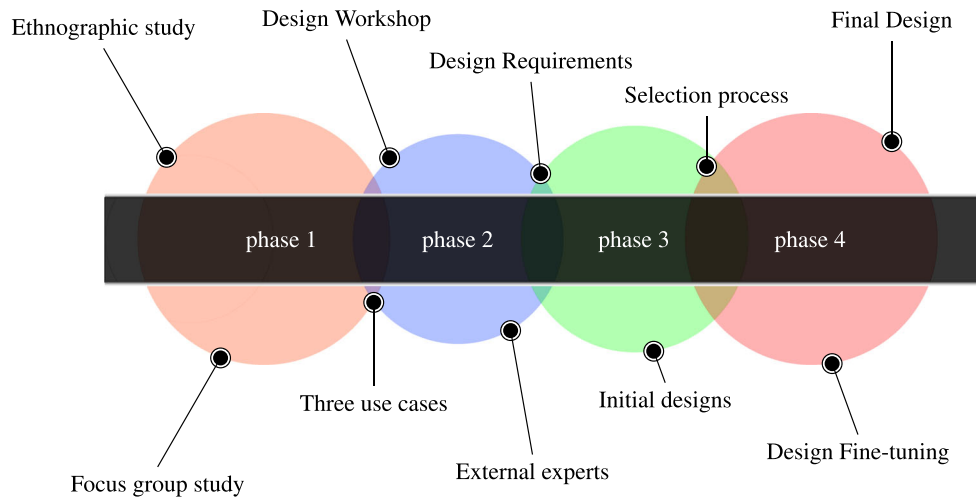 Ethnographic study
Design Workshop
Design Requirements
Selection process
Final Design
phase 1
phase 2
phase 3
phase 4
Three use cases
Initial designs
Focus group study
External experts
Design Fine-tuning